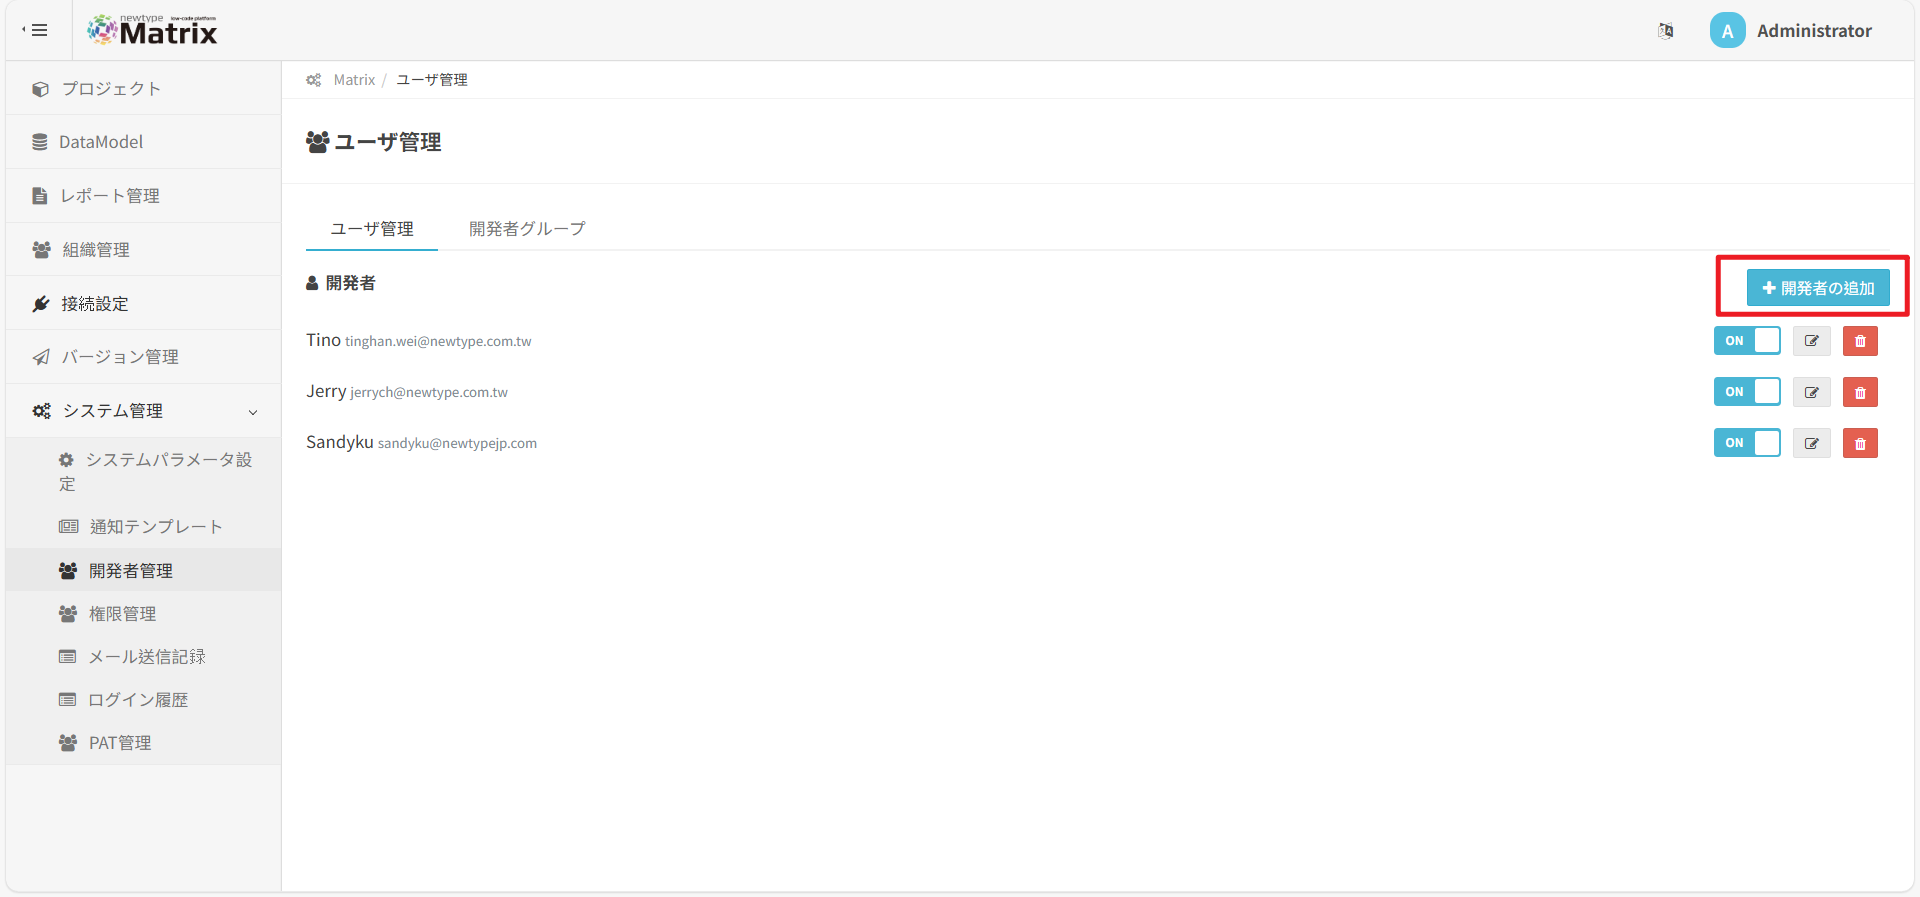 newtype low-code platform
Matrix
A Administrator
プロジェクト
DataModel
レポート管理
組織管理
接続設定
バージョン管理
システム管理
システムパラメータ設
定
通知テンプレート
開発者管理
権限管理
メール送信記録
ログイン履歴
PAT管理
Matrix / ユーザ管理
ユーザ管理
ユーザ管理 開発者グループ
開発者
開発者の追加
Tino tinghan.wei@newtype.com.tw ON
Jerry jerrych@newtype.com.tw ON
Sandyku sandyku@newtypejp.com ON